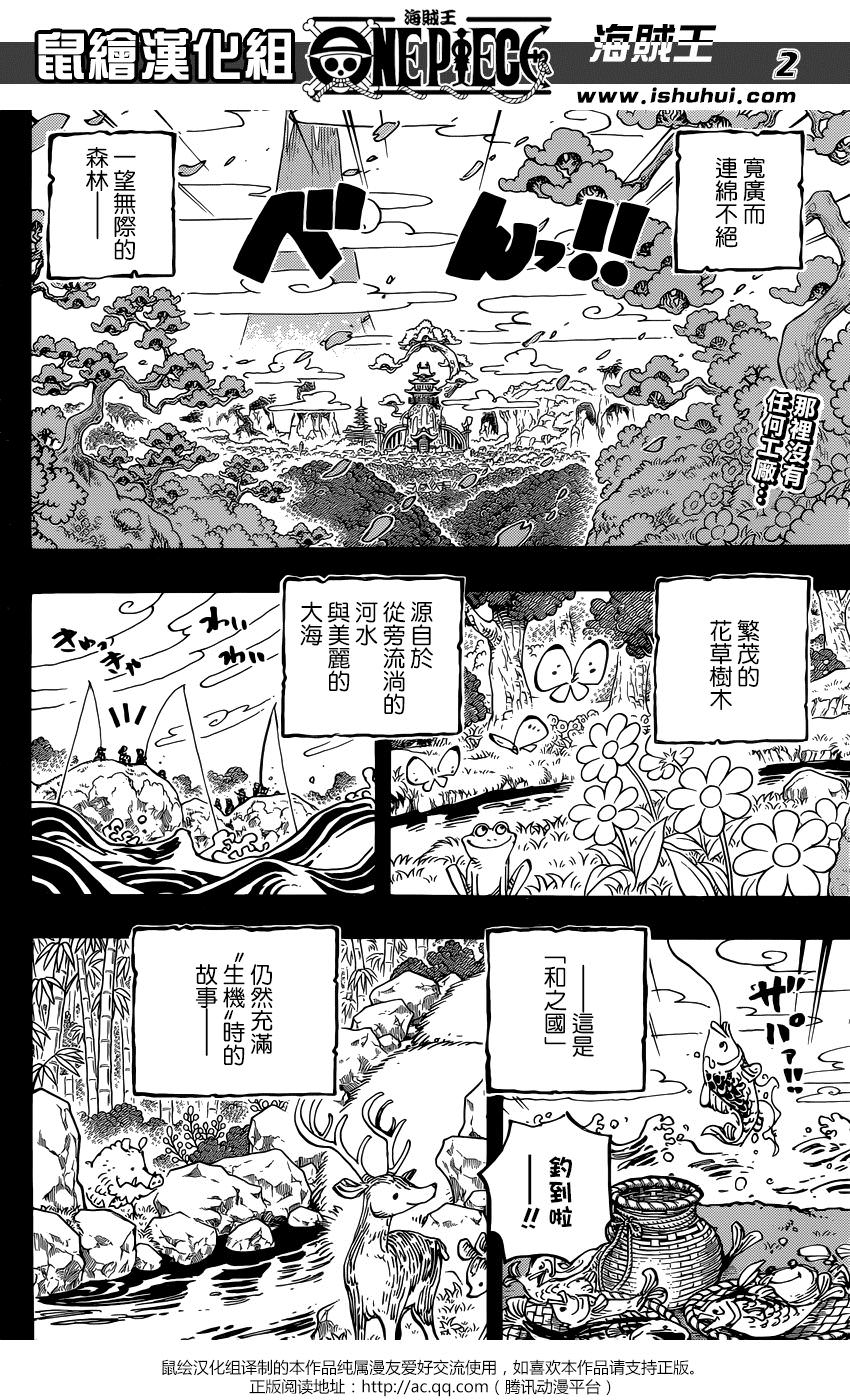 鼠繪漢化組
海賊王
ONE PIECE
海賊王
2
www.ishuhui.com
寬廣而
連綿不絕
べんっ!!
一望無際的
森林——
那裡沒有
任何工廠…
繁茂的
花草樹木
源自於
從旁流淌的
河水
與美麗的
大海
わいわい
きゃっきゃっ
——這是
「和之國」
仍然充滿
〝生機〞時的
故事——
ザパァ!!
釣到啦
——!!
鼠绘汉化组译制的本作品纯属漫友爱好交流使用，如喜欢本作品请支持正版。
正版阅读地址：http://ac.qq.com（腾讯动漫平台）